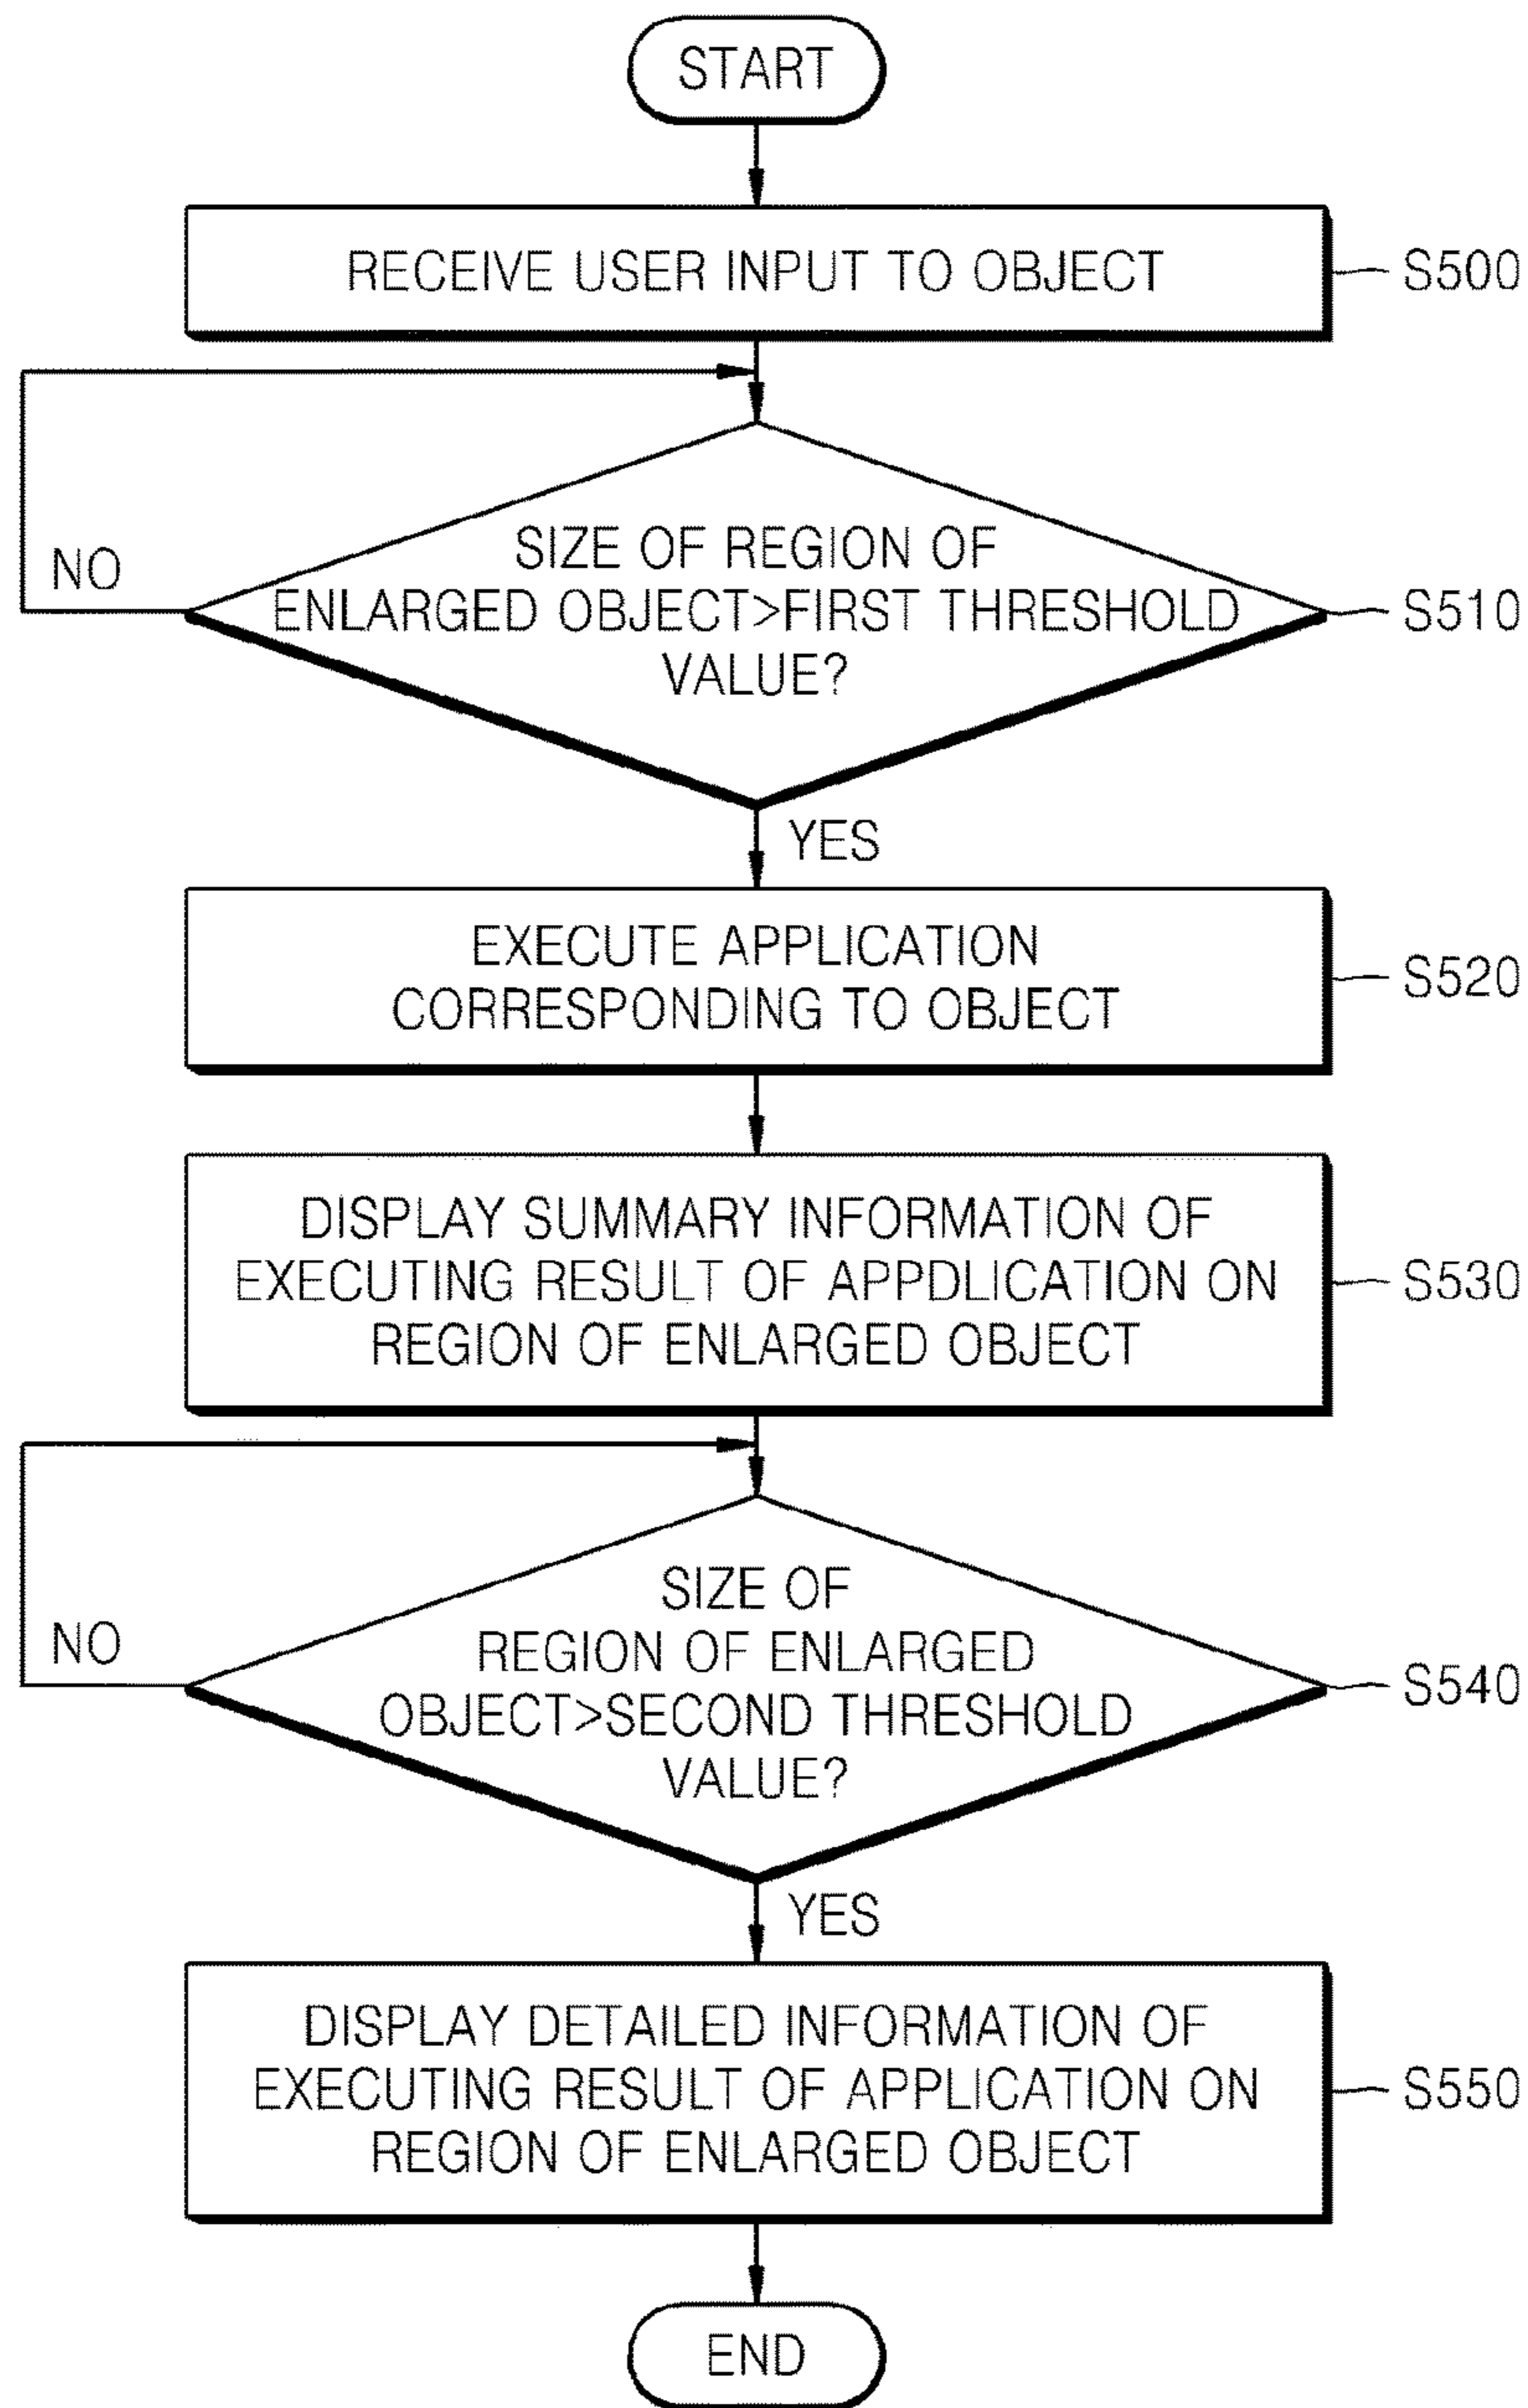 START
RECEIVE USER INPUT TO OBJECT
S500
SIZE OF REGION OF
ENLARGED OBJECT>FIRST THRESHOLD
VALUE?
S510
NO
YES
EXECUTE APPLICATION
CORRESPONDING TO OBJECT
S520
DISPLAY SUMMARY INFORMATION OF
EXECUTING RESULT OF APPDLICATION ON
REGION OF ENLARGED OBJECT
S530
SIZE OF
REGION OF ENLARGED
OBJECT>SECOND THRESHOLD
VALUE?
S540
NO
YES
DISPLAY DETAILED INFORMATION OF
EXECUTING RESULT OF APPLICATION ON
REGION OF ENLARGED OBJECT
S550
END